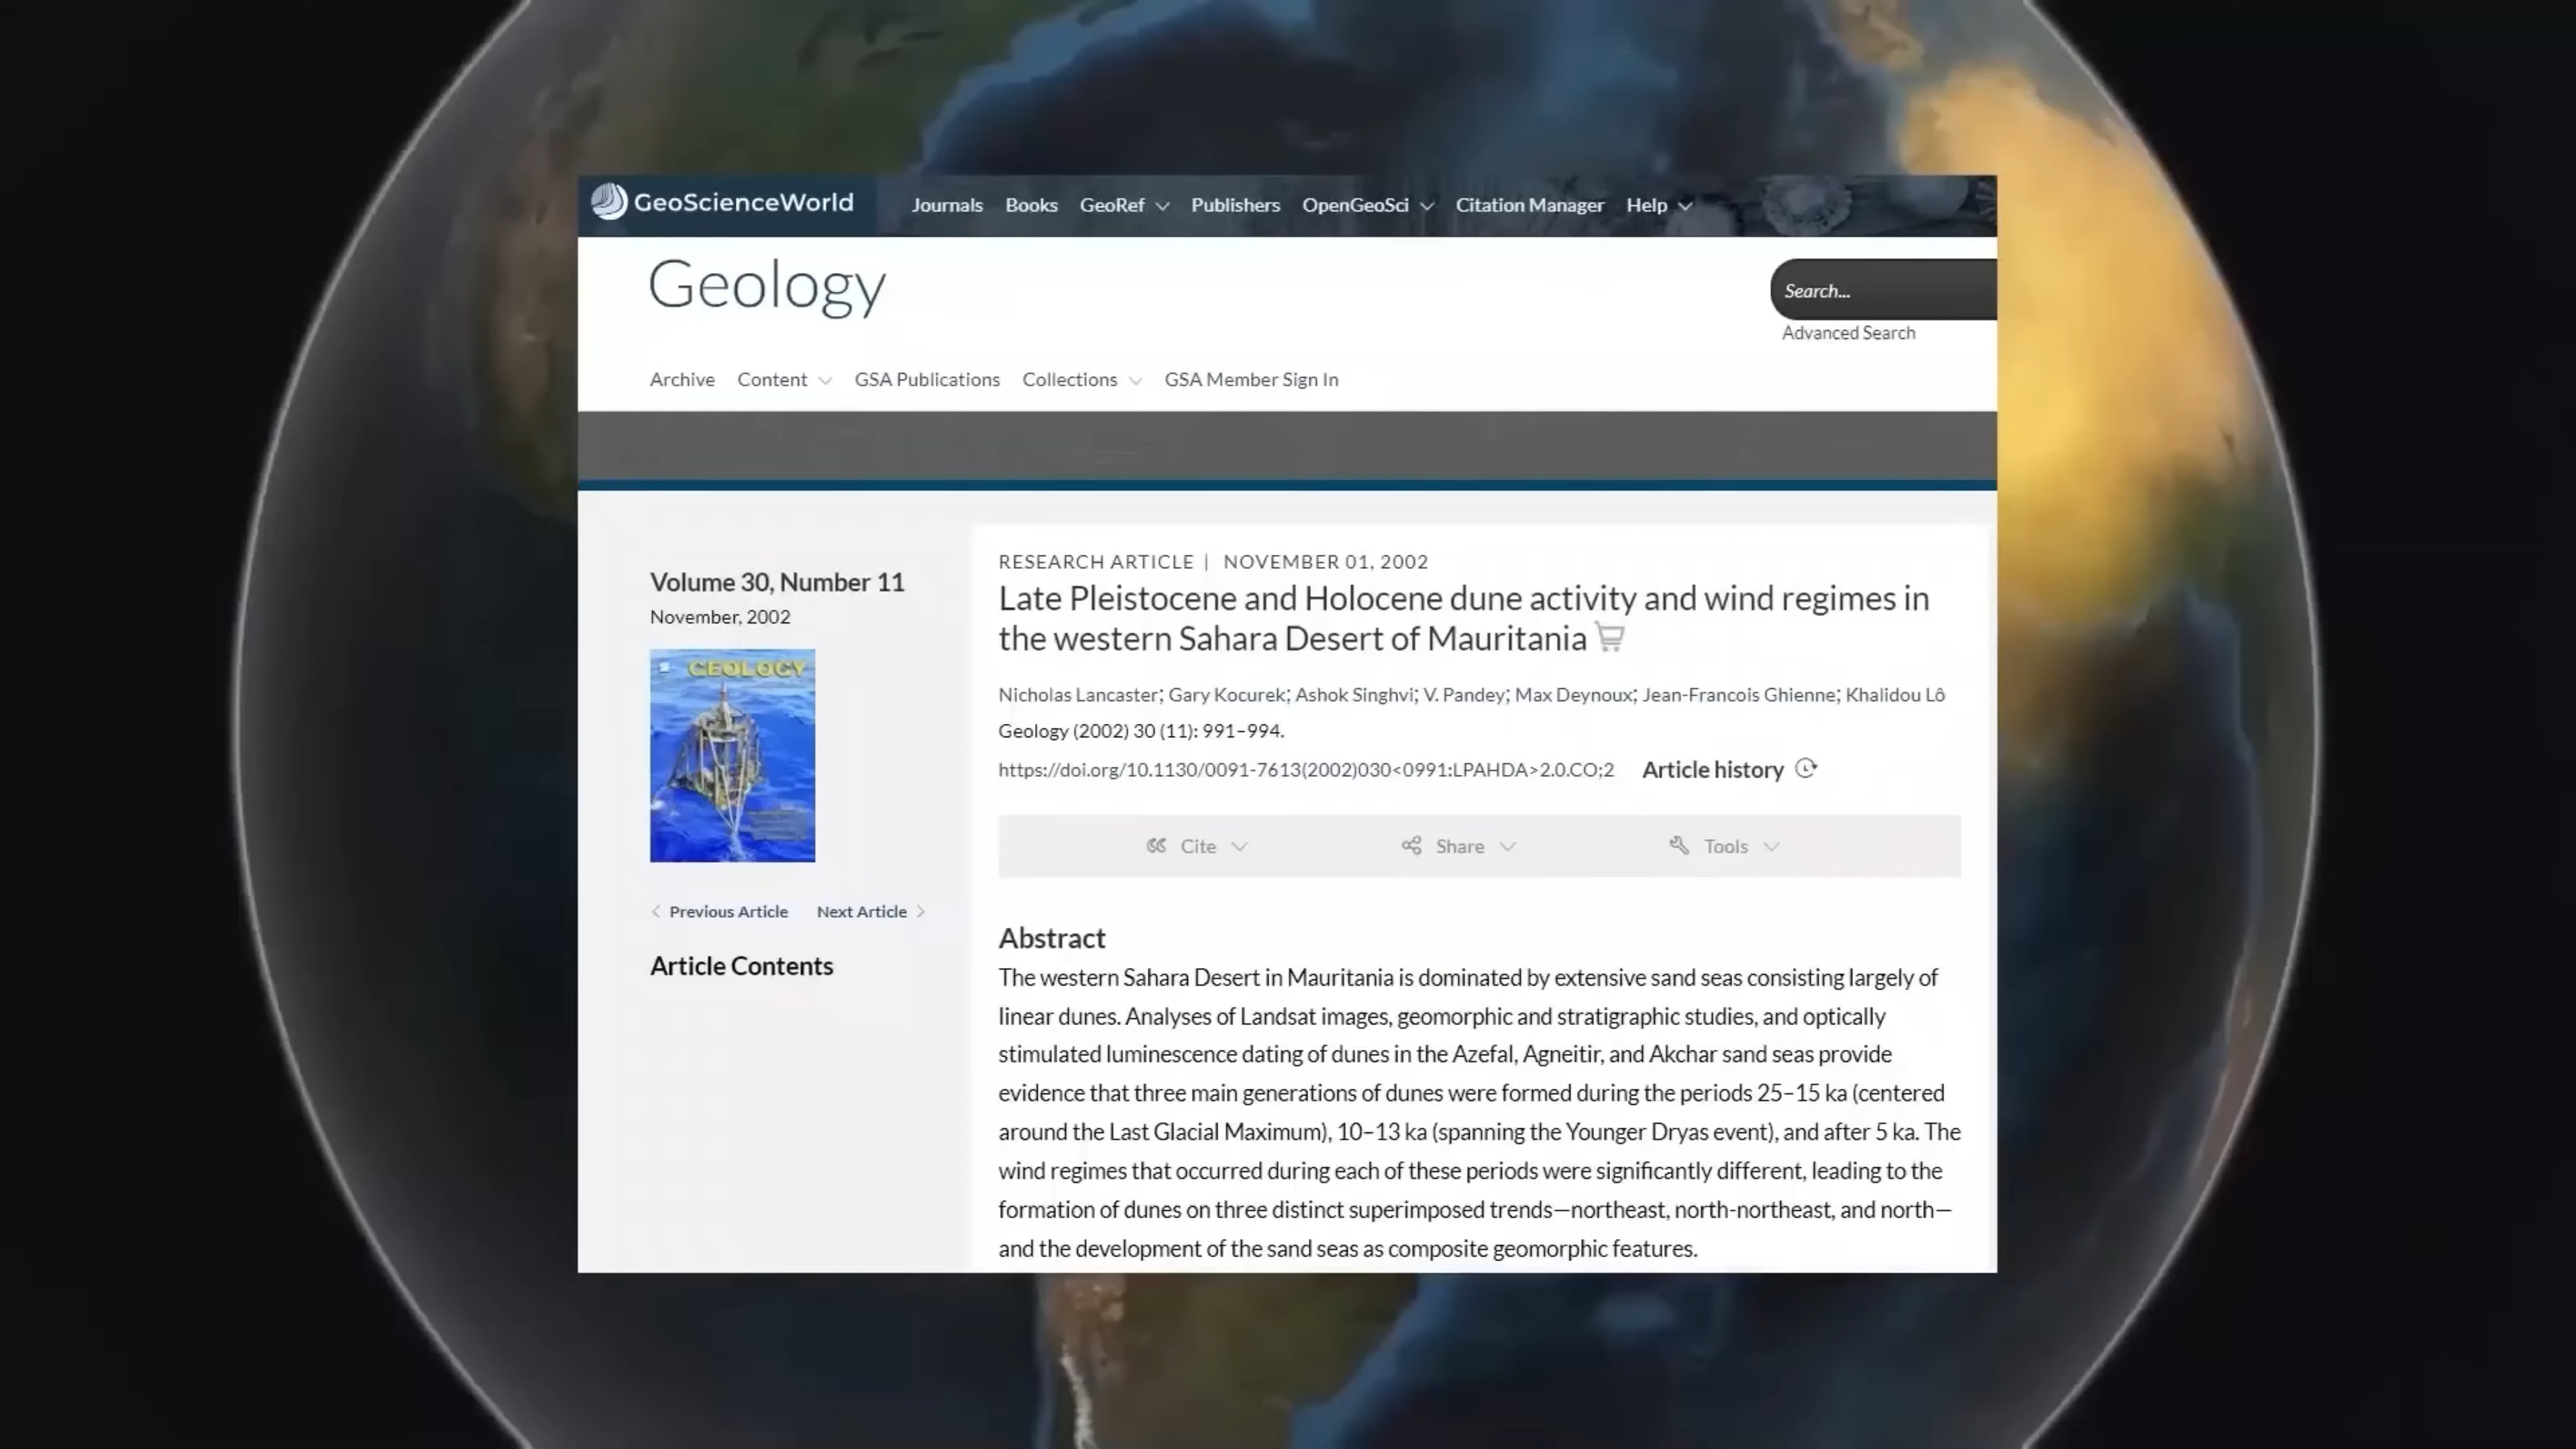 GeoScienceWorld
Journals Books GeoRef Publishers OpenGeoSci Citation Manager Help
Geology
Search...
Advanced Search
Archive Content GSA Publications Collections GSA Member Sign In
Volume 30, Number 11
November, 2002
GEOLOGY
Previous Article Next Article
Article Contents
RESEARCH ARTICLE | NOVEMBER 01, 2002
Late Pleistocene and Holocene dune activity and wind regimes in
the western Sahara Desert of Mauritania
Nicholas Lancaster; Gary Kocurek; Ashok Singhvi; V. Pandey; Max Deynoux; Jean-Francois Ghienne; Khalidou Lô
Geology (2002) 30 (11): 991–994.
https://doi.org/10.1130/0091-7613(2002)030<0991:LPAHDA>2.0.CO;2 Article history
Cite Share Tools
Abstract
The western Sahara Desert in Mauritania is dominated by extensive sand seas consisting largely of
linear dunes. Analyses of Landsat images, geomorphic and stratigraphic studies, and optically
stimulated luminescence dating of dunes in the Azefal, Agneitir, and Akchar sand seas provide
evidence that three main generations of dunes were formed during the periods 25–15 ka (centered
around the Last Glacial Maximum), 10–13 ka (spanning the Younger Dryas event), and after 5 ka. The
wind regimes that occurred during each of these periods were significantly different, leading to the
formation of dunes on three distinct superimposed trends—northeast, north-northeast, and north—
and the development of the sand seas as composite geomorphic features.